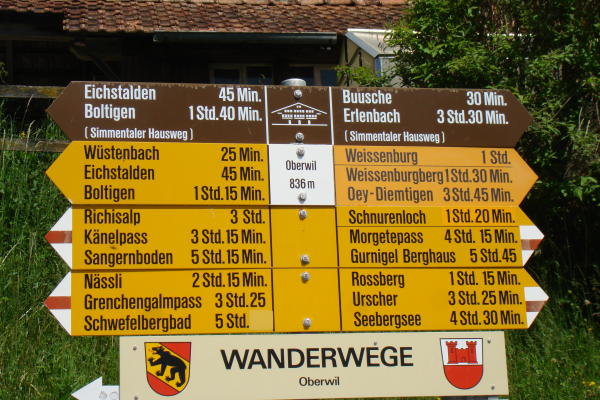 Eichstalden 45 Min.
Boltigen 1 Std. 40 Min.
(Simmentaler Hausweg)
Buusche 30 Min.
Erlenbach 3 Std. 30 Min.
(Simmentaler Hausweg)
Wüstenbach 25 Min.
Eichstalden 45 Min.
Boltigen 1 Std. 15 Min.
Oberwil
836 m
Weissenburg 1 Std.
Weissenburgberg 1 Std. 30 Min.
Oey-Diemtigen 3 Std. 45 Min.
Richisalp 3 Std.
Känelpass 3 Std. 15 Min.
Sangernboden 5 Std. 15 Min.
Schnurenloch 1 Std. 20 Min.
Morgetepass 4 Std. 15 Min.
Gurnigel Berghaus 5 Std. 45
Nässli 2 Std. 15 Min.
Grenchengalmpass 3 Std. 25
Schwefelbergbad 5 Std.
Rossberg 1 Std. 15 Min.
Urscher 3 Std. 25 Min.
Seebergsee 4 Std. 30 Min.
WANDERWEGE
Oberwil